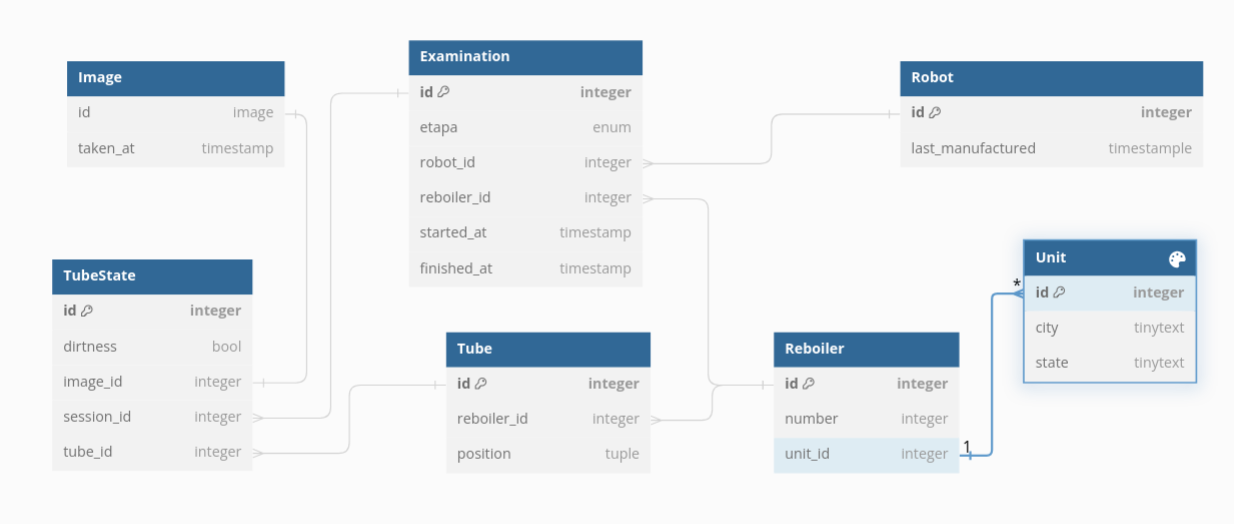 Image
id image
taken_at timestamp
Examination
id integer
etapa enum
robot_id integer
reboiler_id integer
started_at timestamp
finished_at timestamp
Robot
id integer
last_manufactured timestample
TubeState
id integer
dirtness bool
image_id integer
session_id integer
tube_id integer
Tube
id integer
reboiler_id integer
position tuple
Reboiler
id integer
number integer
unit_id integer
1
*
Unit
id integer
city tinytext
state tinytext